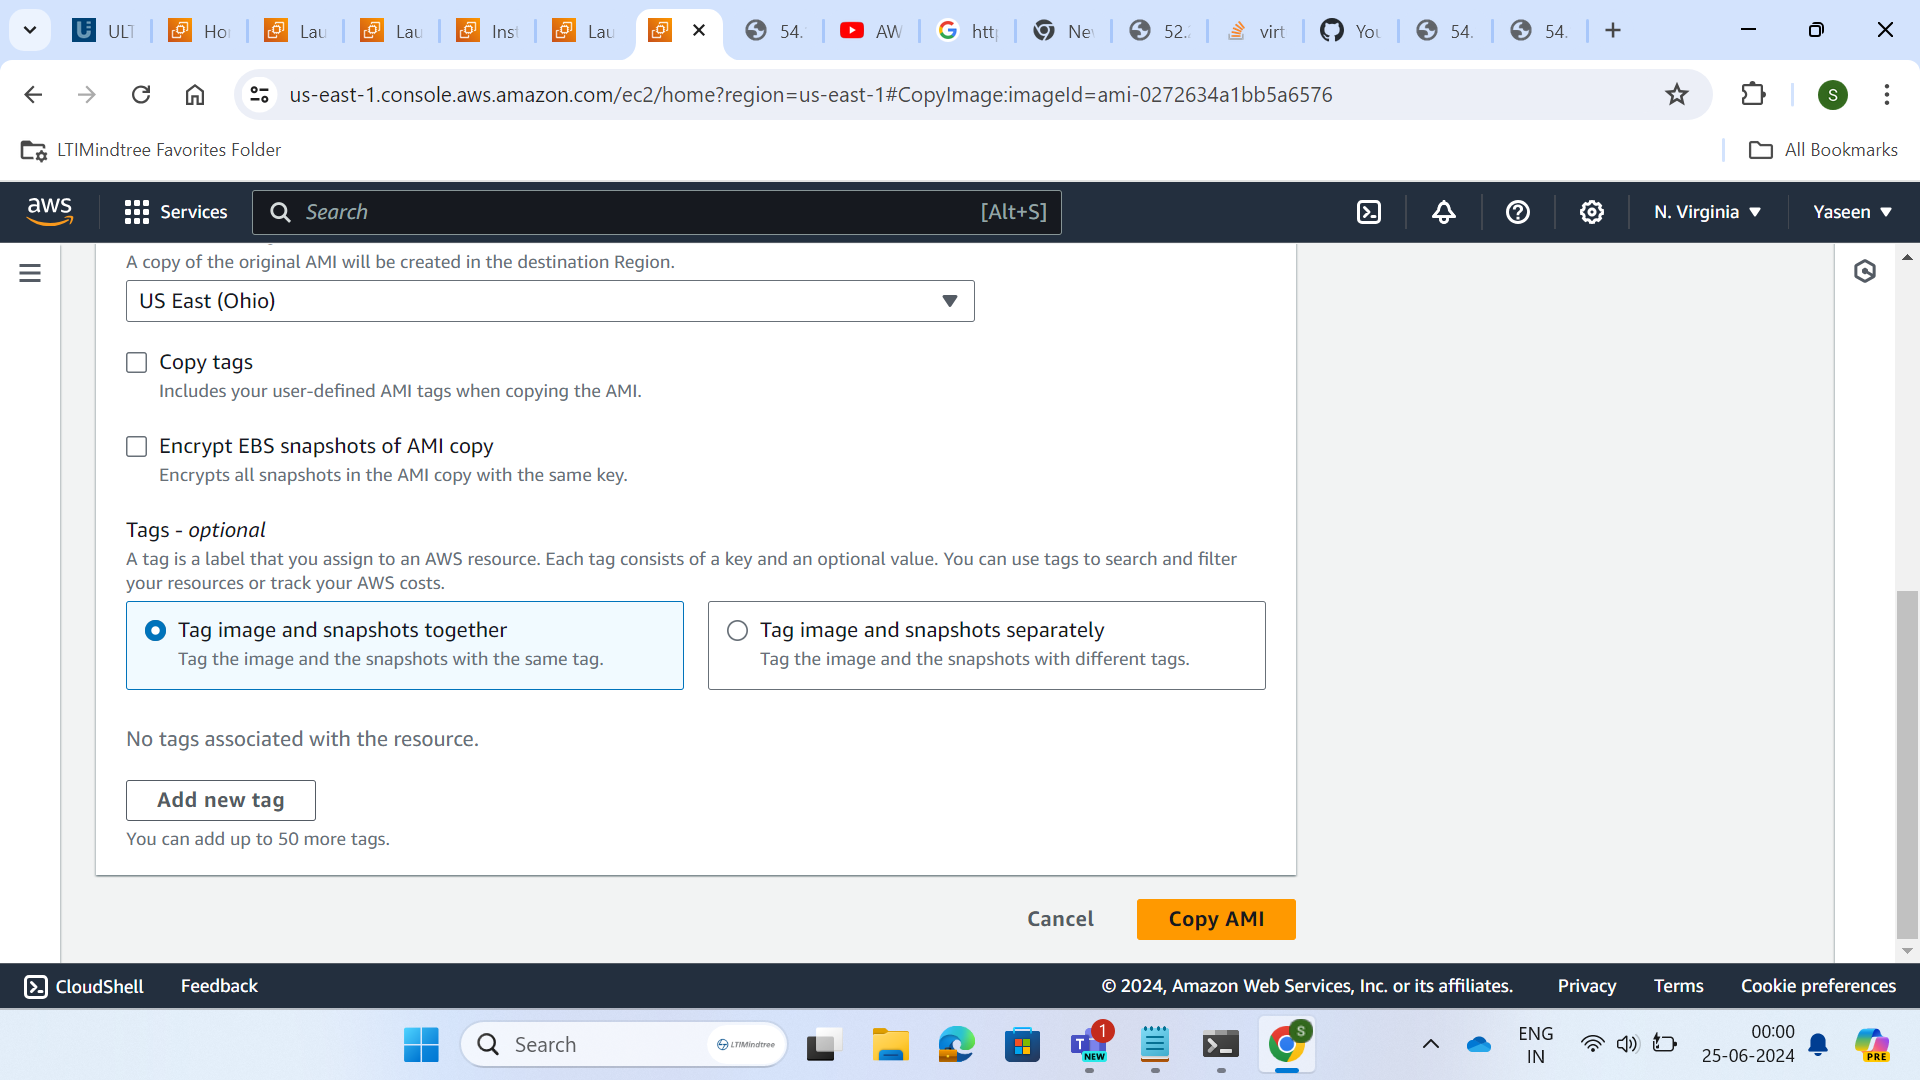 ULT
Ho
Lau
Lau
Inst
Lau
54.
AW
http
Nev
52.2
virt
You
54.
54.
us-east-1.console.aws.amazon.com/ec2/home?region=us-east-1#CopyImage:imageId=ami-0272634a1bb5a6576
S
LTIMindtree Favorites Folder
All Bookmarks
aws
Services
Search
[Alt+S]
N. Virginia
Yaseen
A copy of the original AMI will be created in the destination Region.
US East (Ohio)
Copy tags
Includes your user-defined AMI tags when copying the AMI.
Encrypt EBS snapshots of AMI copy
Encrypts all snapshots in the AMI copy with the same key.
Tags - optional
A tag is a label that you assign to an AWS resource. Each tag consists of a key and an optional value. You can use tags to search and filter
your resources or track your AWS costs.
Tag image and snapshots together
Tag the image and the snapshots with the same tag.
Tag image and snapshots separately
Tag the image and the snapshots with different tags.
No tags associated with the resource.
Add new tag
You can add up to 50 more tags.
Cancel
Copy AMI
CloudShell
Feedback
© 2024, Amazon Web Services, Inc. or its affiliates.
Privacy
Terms
Cookie preferences
Search
LTIMindtree
1
NEW
S
ENG
IN
00:00
25-06-2024
PRE